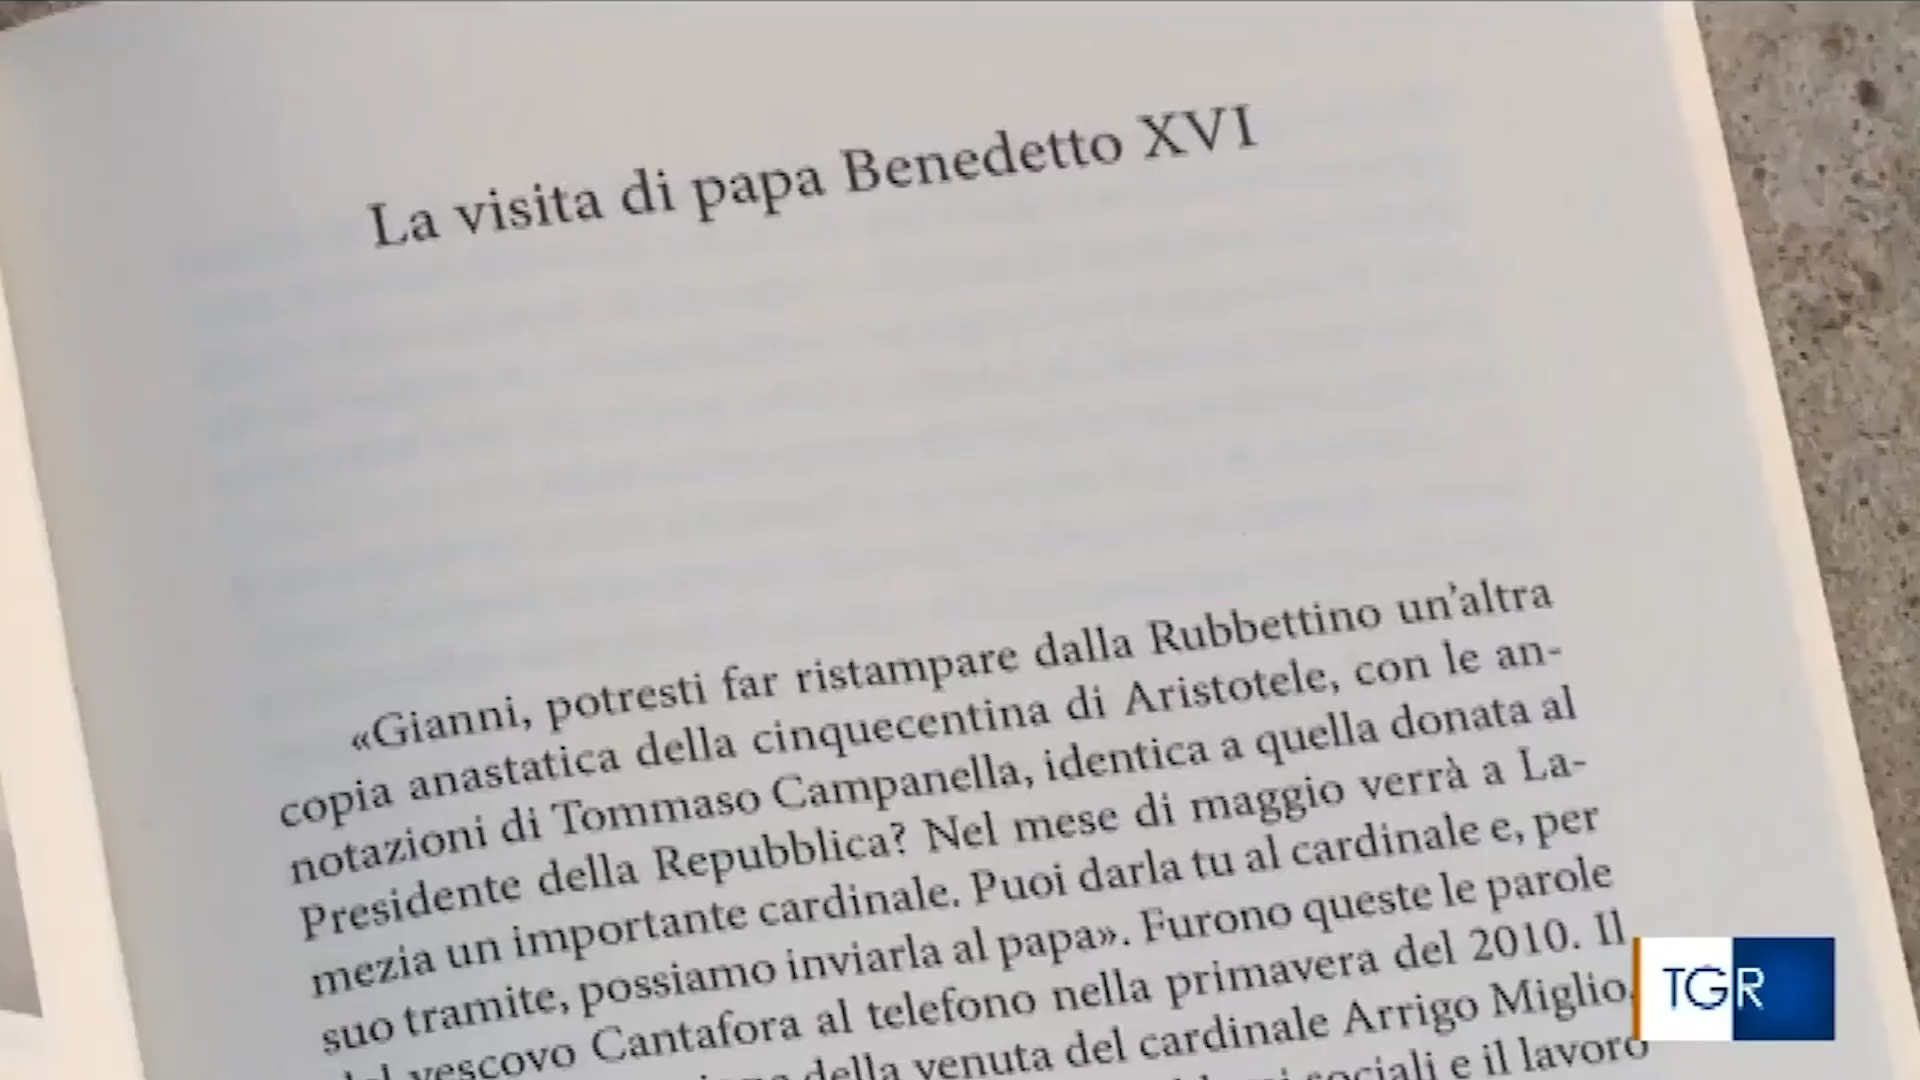 La visita di papa Benedetto XVI
«Gianni, potresti far ristampare dalla Rubbettino un'altra
copia anastatica della cinquecentina di Aristotele, con le an-
notazioni di Tommaso Campanella, identica a quella donata al
Presidente della Repubblica? Nel mese di maggio verrà a La-
mezia un importante cardinale. Puoi darla tu al cardinale e, per
suo tramite, possiamo inviarla al papa». Furono queste le parole
del vescovo Cantafora al telefono nella primavera del 2010. Il
della venuta del cardinale Arrigo Miglio,
sociali e il lavoro
TGR